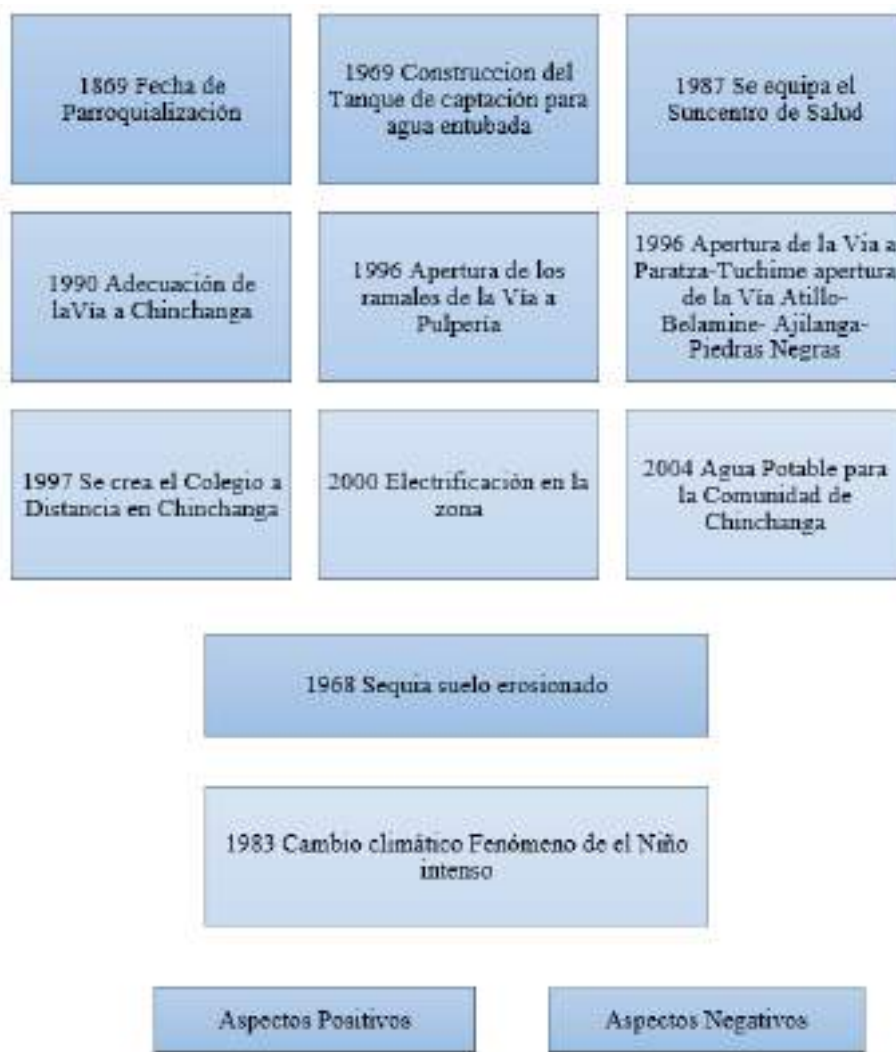 1869 Fecha de
Parroquialización
1969 Construccion del
Tanque de captación para
agua entubada
1987 Se equipa el
Suncentro de Salud
1990 Adecuación de
laVia a Chinchanga
1996 Apertura de los
ramales de la Via a
Pulpería
1996 Apertura de la Via a
Paratza-Tuchime apertura
de la Via Atillo-
Belamine- Ajilanga-
Piedras Negras
1997 Se crea el Colegio a
Distancia en Chinchanga
2000 Electrificación en la
zona
2004 Agua Potable para
la Comunidad de
Chinchanga
1968 Sequia suelo erosionado
1983 Cambio climático Fenómeno de el Niño
intenso
Aspectos Positivos
Aspectos Negativos